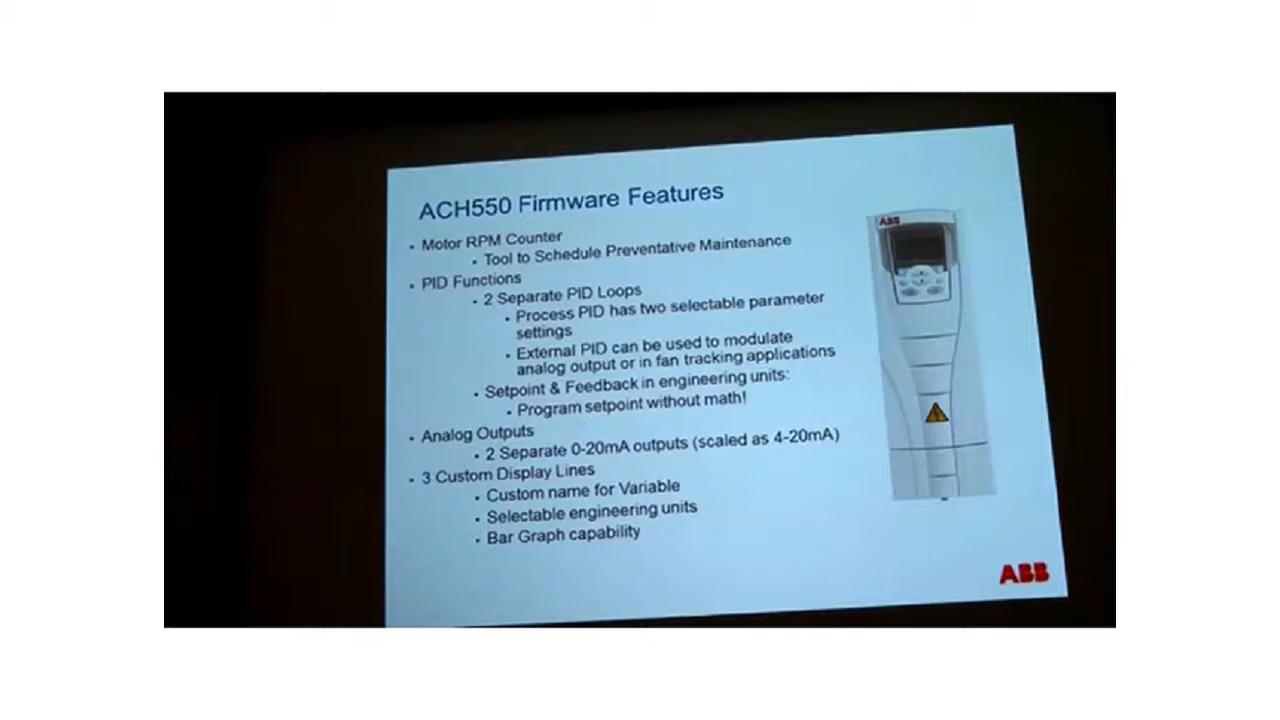 ACH550 Firmware Features
• Motor RPM Counter
• Tool to Schedule Preventative Maintenance
• PID Functions
• 2 Separate PID Loops
• Process PID has two selectable parameter
settings
• External PID can be used to modulate
analog output or in fan tracking applications
• Setpoint & Feedback in engineering units:
• Program setpoint without math!
• Analog Outputs
• 2 Separate 0-20mA outputs (scaled as 4-20mA)
• 3 Custom Display Lines
• Custom name for Variable
• Selectable engineering units
• Bar Graph capability
ABB
ABB